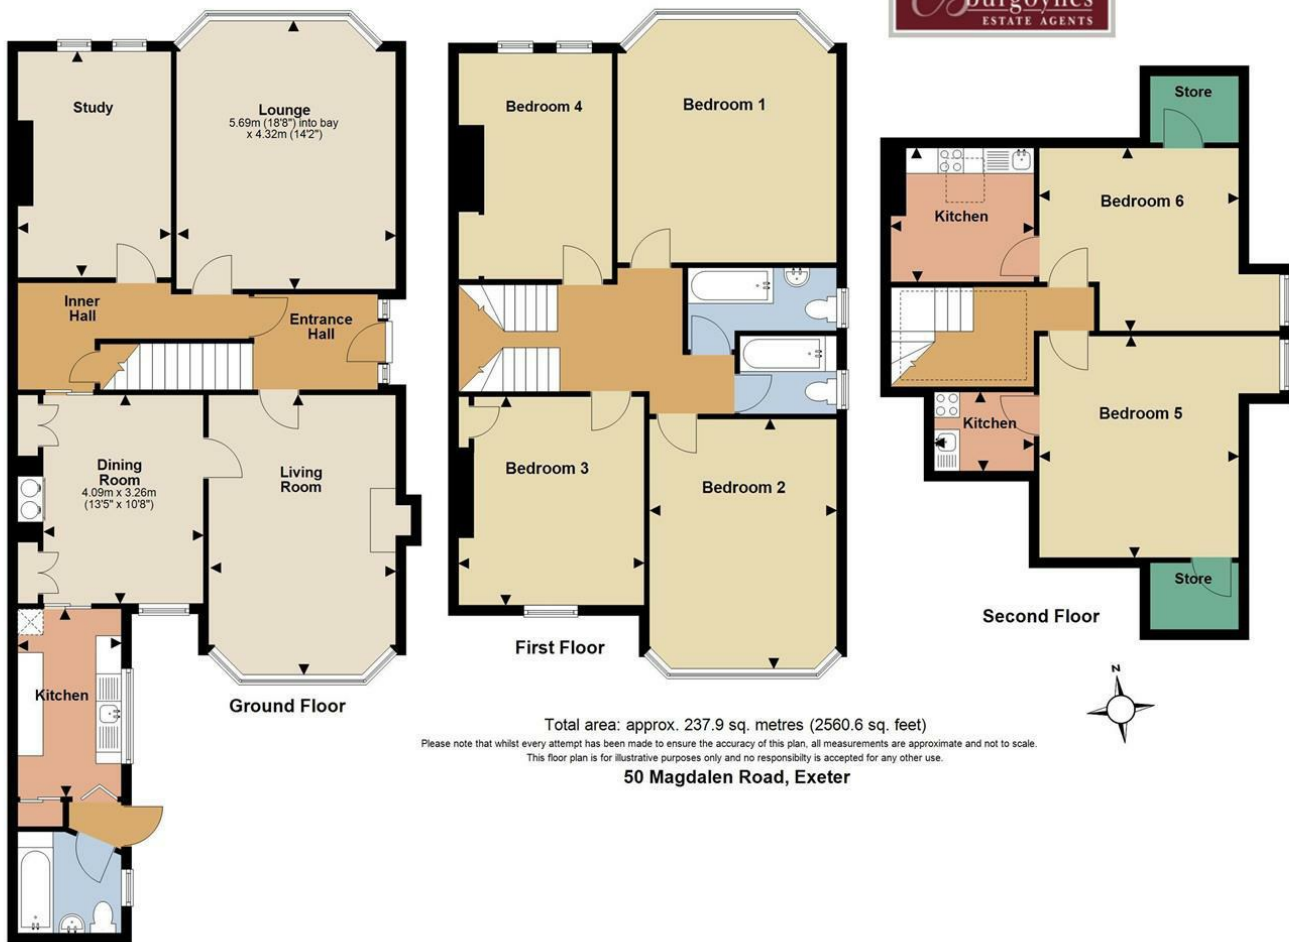 Burgoynes
ESTATE AGENTS
Study
Lounge
5.69m (18'8") into bay
x 4.32m (14'2")
Inner
Hall
Entrance
Hall
Dining
Room
4.09m x 3.26m
(13'5" x 10'8")
Living
Room
Kitchen
Ground Floor
Bedroom 4
Bedroom 1
Bedroom 3
Bedroom 2
First Floor
Store
Kitchen
Bedroom 6
Kitchen
Bedroom 5
Store
Second Floor
N
Total area: approx. 237.9 sq. metres (2560.6 sq. feet)
Please note that whilst every attempt has been made to ensure the accuracy of this plan, all measurements are approximate and not to scale.
This floor plan is for illustrative purposes only and no responsibilty is accepted for any other use.
50 Magdalen Road, Exeter